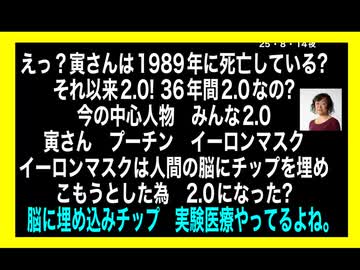 25・8・14夜
えっ？寅さんは1989年に死亡している?
それ以来2.0! 36年間2.0なの?
今の中心人物　みんな2.0
寅さん　プーチン　イーロンマスク
イーロンマスクは人間の脳にチップを埋め
こもうとした為　2.0になった?
脳に埋め込みチップ　実験医療やってるよね。